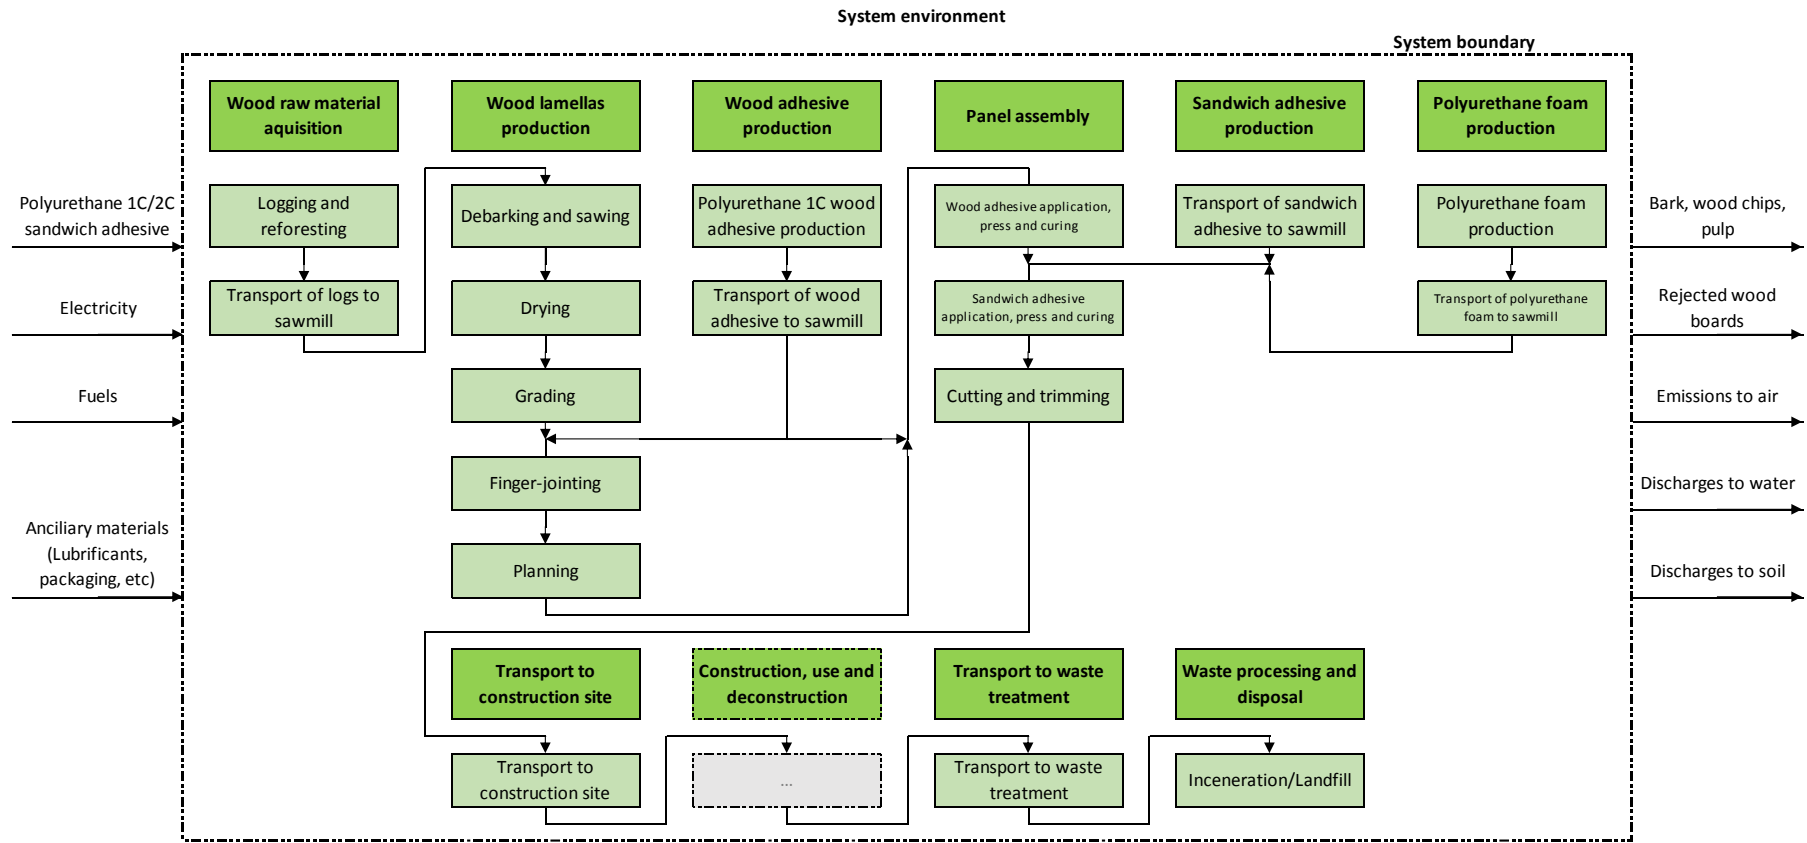 System environment
System boundary
Wood raw material
aquisition
Wood lamellas
production
Wood adhesive
production
Panel assembly
Sandwich adhesive
production
Polyurethane foam
production
Polyurethane 1C/2C
sandwich adhesive
Electricity
Fuels
Anciliary materials
(Lubrificants,
packaging, etc)
Logging and
reforesting
Transport of logs to
sawmill
Debarking and sawing
Drying
Grading
Finger-jointing
Planning
Polyurethane 1C wood
adhesive production
Transport of wood
adhesive to sawmill
Wood adhesive application,
press and curing
Sandwich adhesive
application, press and curing
Cutting and trimming
Transport of sandwich
adhesive to sawmill
Polyurethane foam
production
Transport of polyurethane
foam to sawmill
Bark, wood chips,
pulp
Rejected wood
boards
Emissions to air
Discharges to water
Discharges to soil
Transport to
construction site
Construction, use and
deconstruction
Transport to waste
treatment
Waste processing and
disposal
Transport to
construction site
...
Transport to waste
treatment
Inceneration/Landfill